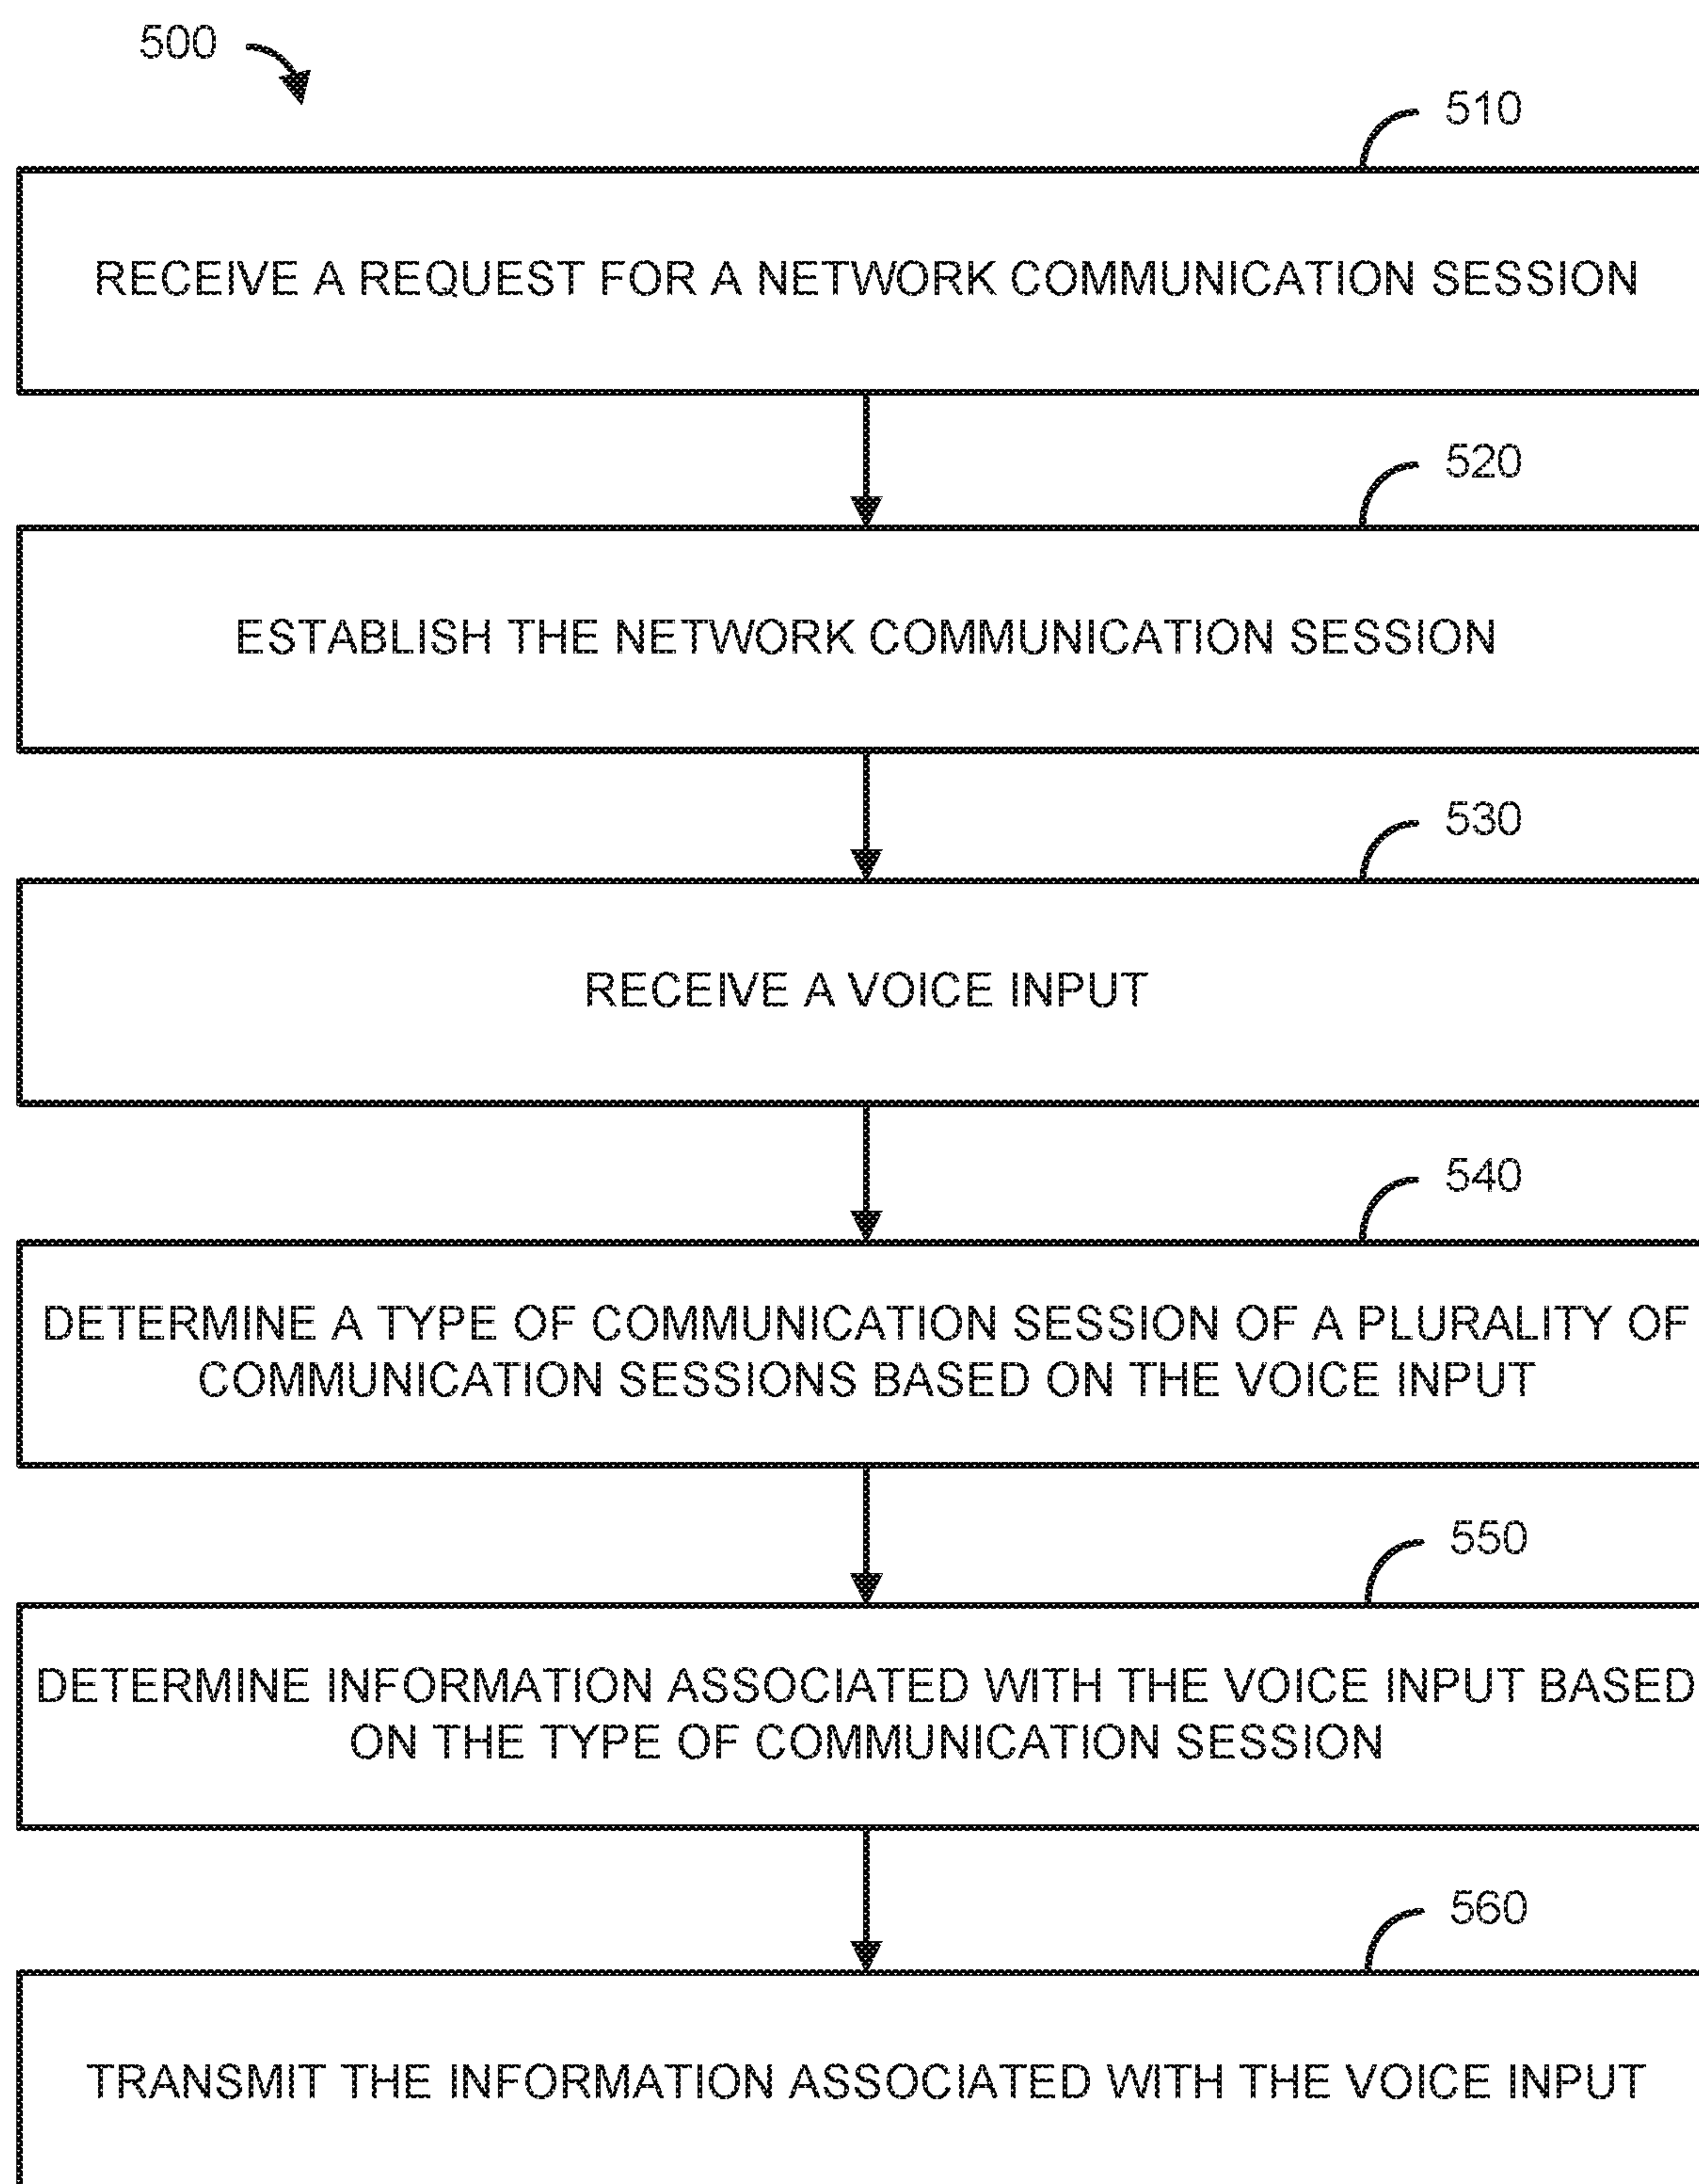 500
510
RECEIVE A REQUEST FOR A NETWORK COMMUNICATION SESSION
520
ESTABLISH THE NETWORK COMMUNICATION SESSION
530
RECEIVE A VOICE INPUT
540
DETERMINE A TYPE OF COMMUNICATION SESSION OF A PLURALITY OF
COMMUNICATION SESSIONS BASED ON THE VOICE INPUT
550
DETERMINE INFORMATION ASSOCIATED WITH THE VOICE INPUT BASED
ON THE TYPE OF COMMUNICATION SESSION
560
TRANSMIT THE INFORMATION ASSOCIATED WITH THE VOICE INPUT